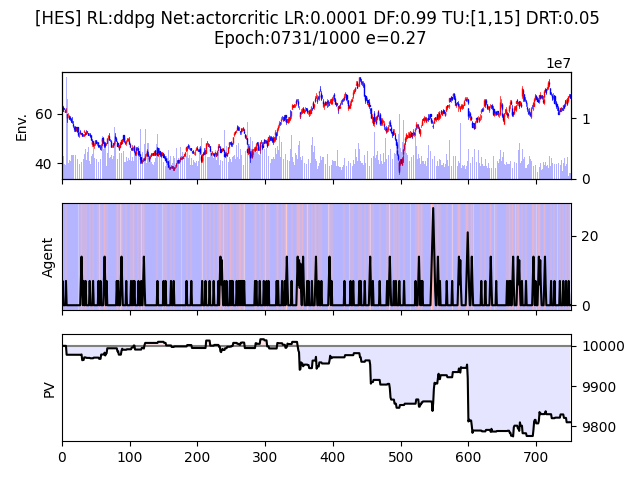 [HES] RL:ddpg Net:actorcritic LR:0.0001 DF:0.99 TU:[1,15] DRT:0.05
Epoch:0731/1000 e=0.27
1e7
60
40
Env.
1
0
Agent
20
0
PV
10000
9900
9800
0 100 200 300 400 500 600 700